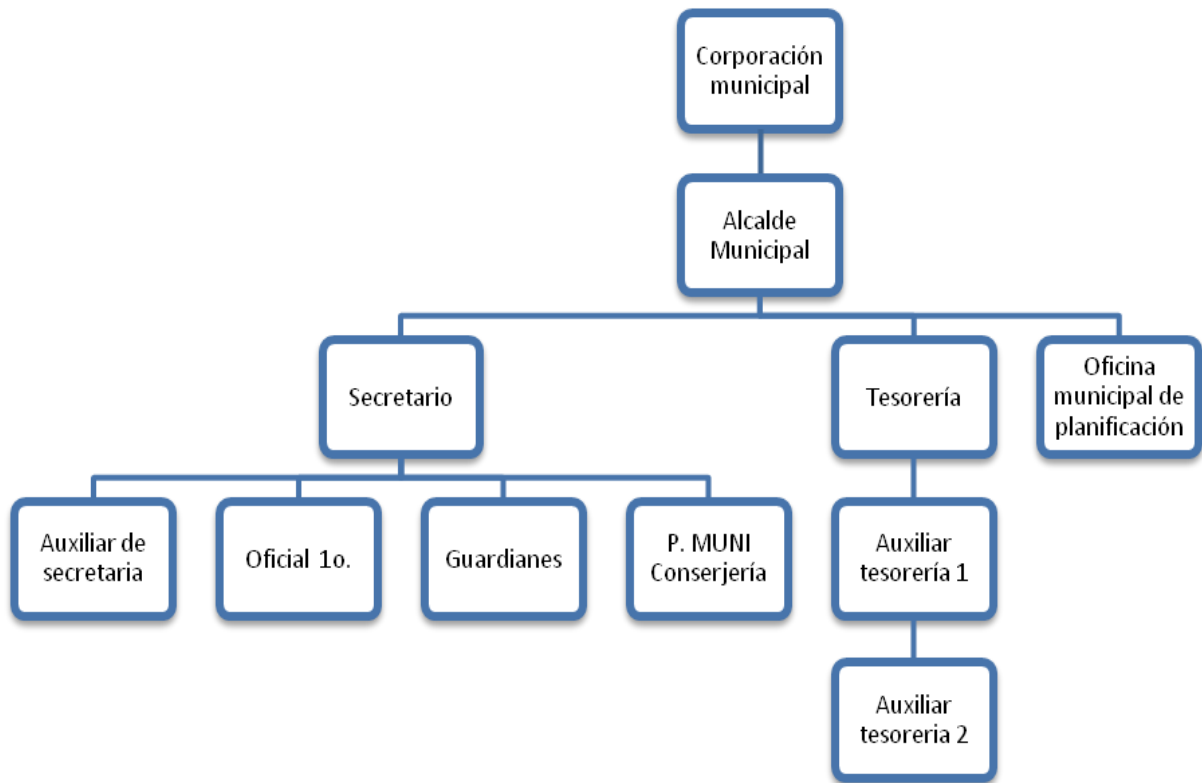 Corporación
municipal
Alcalde
Municipal
Secretario
Tesorería
Oficina
municipal de
planificación
Auxiliar de
secretaria
Oficial 1o.
Guardianes
P. MUNI
Conserjería
Auxiliar
tesorería 1
Auxiliar
tesoreria 2